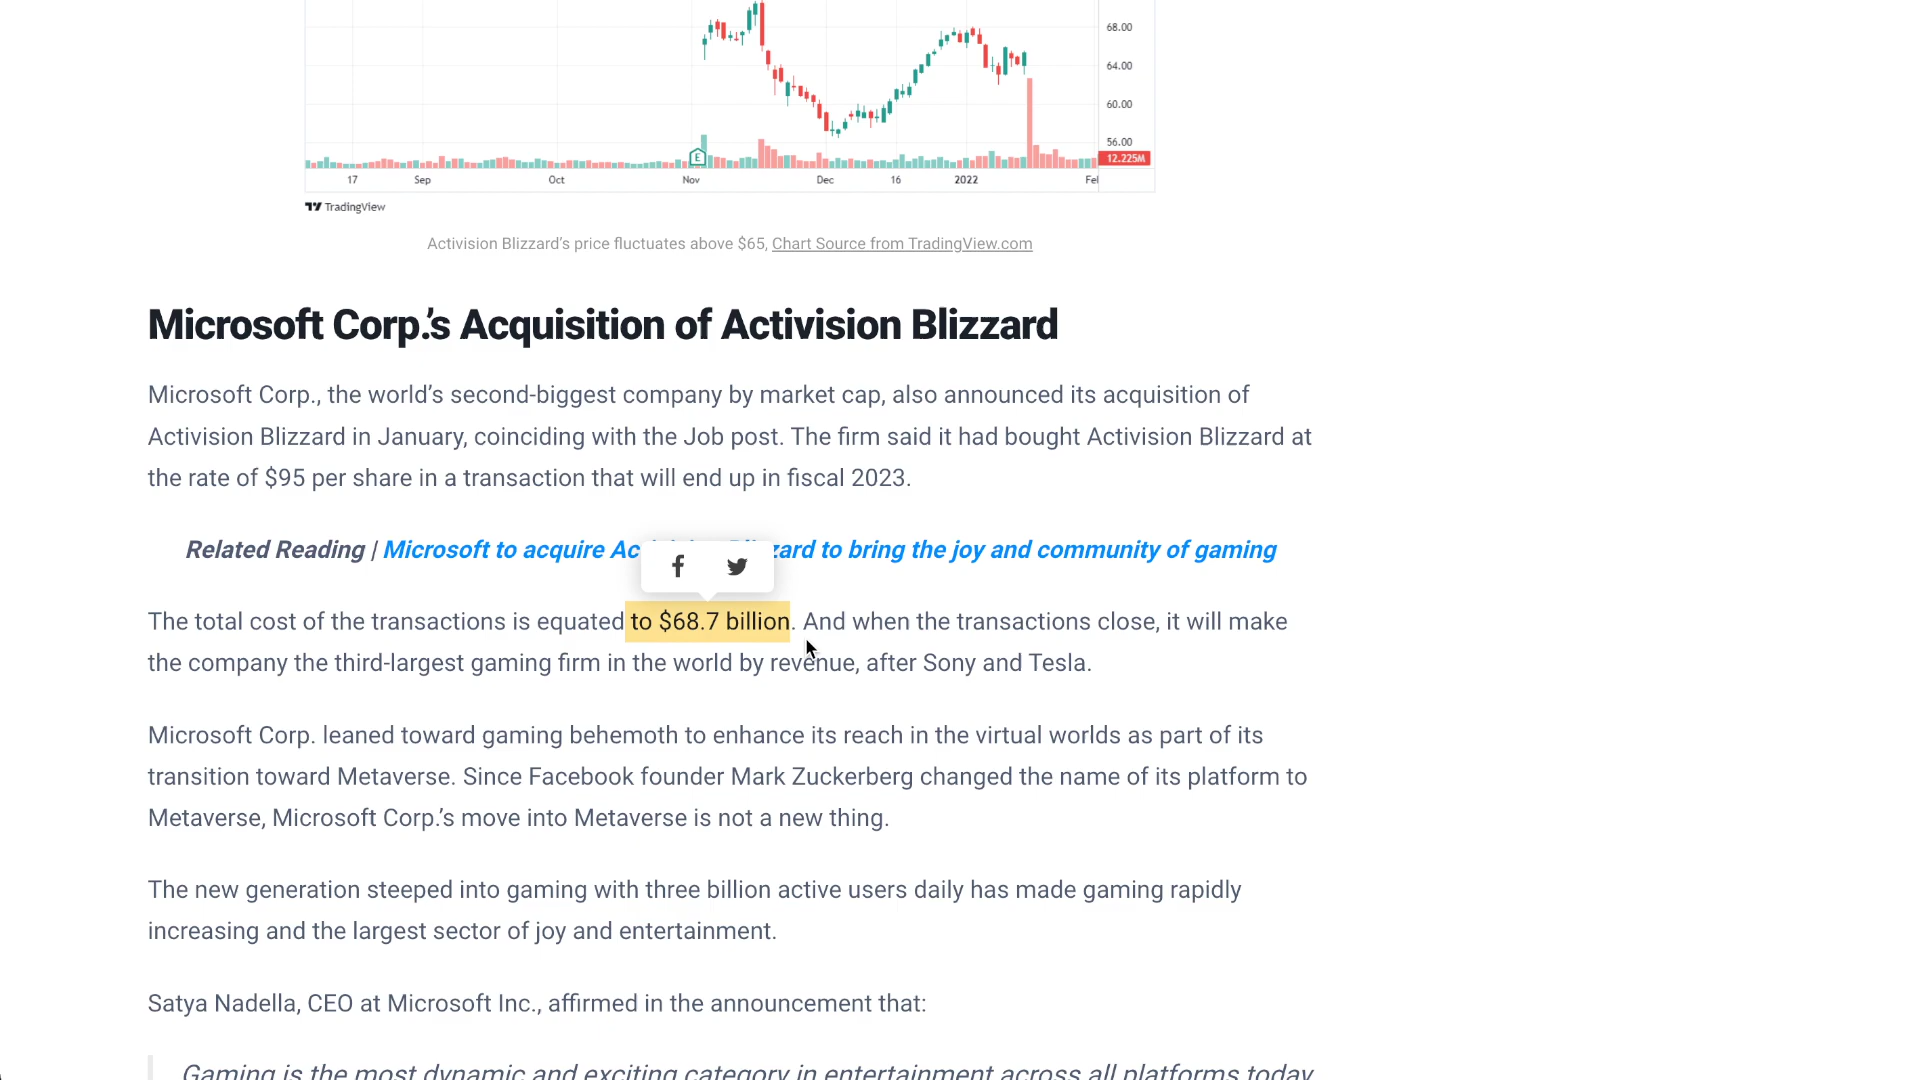 68.00
64.00
60.00
56.00
12.225M
E
17 Sep Oct Nov Dec 16 2022 Fel
TradingView
Activision Blizzard’s price fluctuates above $65, Chart Source from TradingView.com
Microsoft Corp.’s Acquisition of Activision Blizzard
Microsoft Corp., the world’s second-biggest company by market cap, also announced its acquisition of
Activision Blizzard in January, coinciding with the Job post. The firm said it had bought Activision Blizzard at
the rate of $95 per share in a transaction that will end up in fiscal 2023.
Related Reading | Microsoft to acquire Ac zard to bring the joy and community of gaming
The total cost of the transactions is equated to $68.7 billion. And when the transactions close, it will make
the company the third-largest gaming firm in the world by revenue, after Sony and Tesla.
Microsoft Corp. leaned toward gaming behemoth to enhance its reach in the virtual worlds as part of its
transition toward Metaverse. Since Facebook founder Mark Zuckerberg changed the name of its platform to
Metaverse, Microsoft Corp.’s move into Metaverse is not a new thing.
The new generation steeped into gaming with three billion active users daily has made gaming rapidly
increasing and the largest sector of joy and entertainment.
Satya Nadella, CEO at Microsoft Inc., affirmed in the announcement that:
Gaming is the most dynamic and exciting category in entertainment across all platforms today